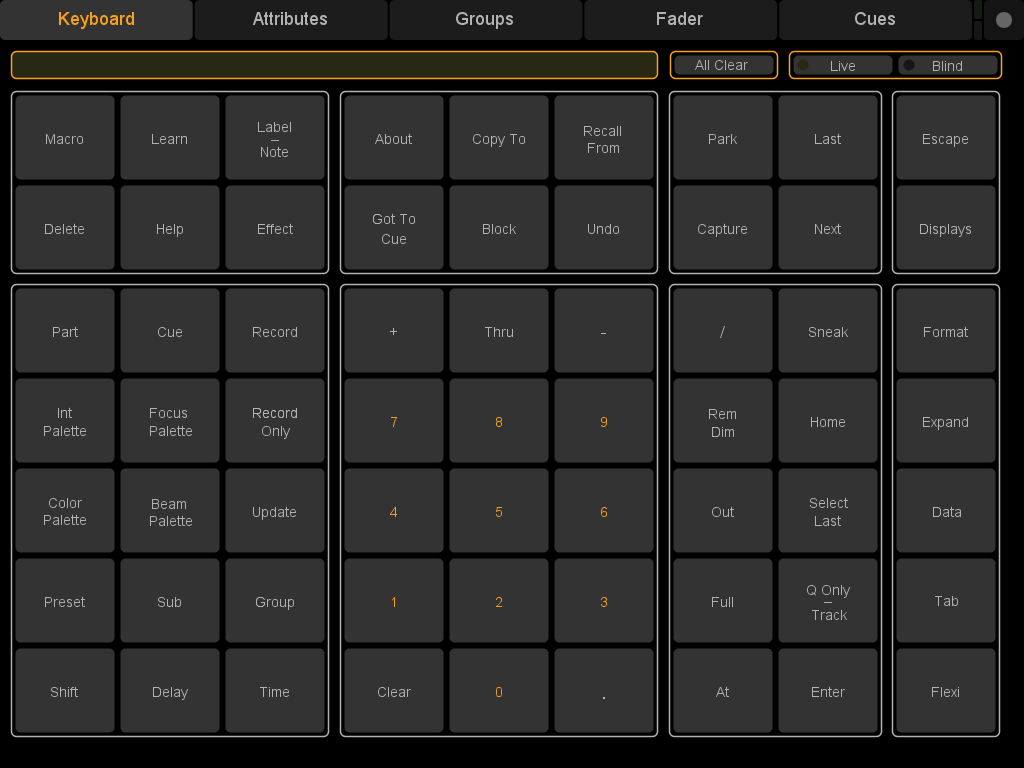 Keyboard Attributes Groups Fader Cues
All Clear Live Blind
Macro Learn Label
–
Note About Copy To Recall
From Park Last Escape
Delete Help Effect Got To
Cue Block Undo Capture Next Displays
Part Cue Record + Thru - / Sneak Format
Int
Palette Focus
Palette Record
Only 7 8 9 Rem
Dim Home Expand
Color
Palette Beam
Palette Update 4 5 6 Out Select
Last Data
Preset Sub Group 1 2 3 Full Q Only
–
Track Tab
Shift Delay Time Clear 0 . At Enter Flexi